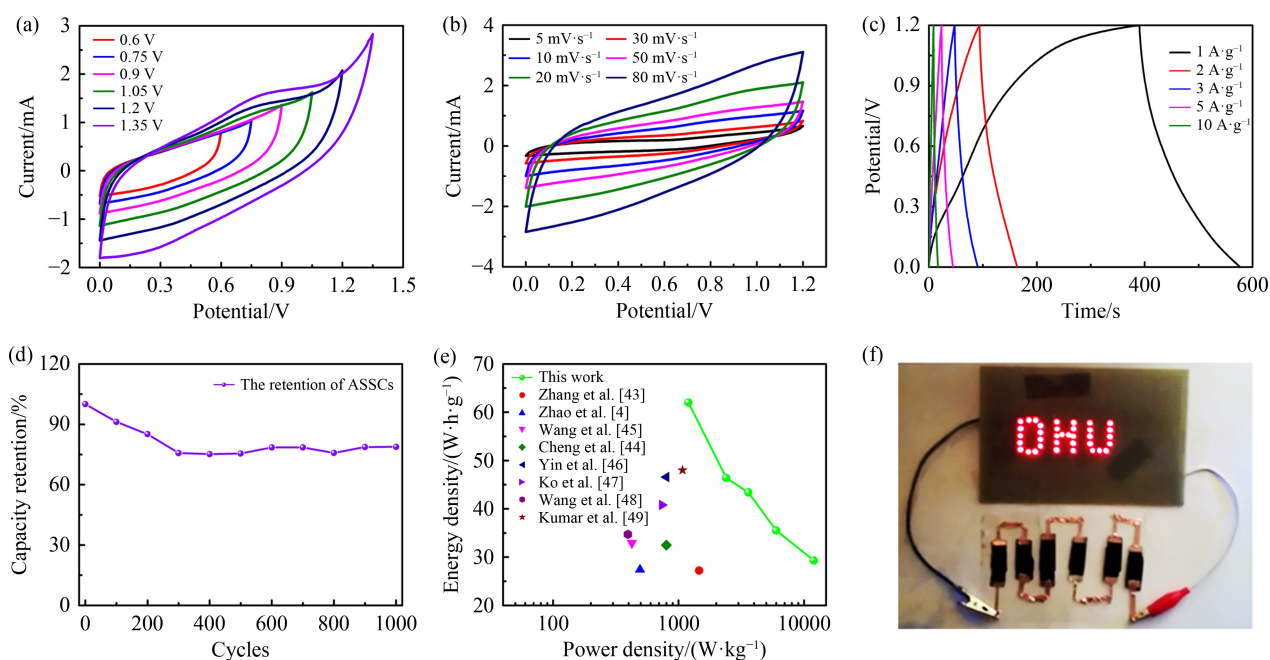 (a)
3
2
1
0
−1
−2
0.0 0.3 0.6 0.9 1.2 1.5
Current/mA
Potential/V
0.6 V
0.75 V
0.9 V
1.05 V
1.2 V
1.35 V
(b)
4
2
0
−2
−4
0.0 0.2 0.4 0.6 0.8 1.0 1.2
Current/mA
Potential/V
5 mV·s⁻¹ 30 mV·s⁻¹
10 mV·s⁻¹ 50 mV·s⁻¹
20 mV·s⁻¹ 80 mV·s⁻¹
(c)
1.2
0.9
0.6
0.3
0.0
0 200 400 600
Potential/V
Time/s
1 A·g⁻¹
2 A·g⁻¹
3 A·g⁻¹
5 A·g⁻¹
10 A·g⁻¹
(d)
120
90
60
30
0
0 200 400 600 800 1000
Capacity retention/%
Cycles
The retention of ASSCs
(e)
70
60
50
40
30
20
100 1000 10000
Energy density/(W·h·g⁻¹)
Power density/(W·kg⁻¹)
This work
Zhang et al. [43]
Zhao et al. [4]
Wang et al. [45]
Cheng et al. [44]
Yin et al. [46]
Ko et al. [47]
Wang et al. [48]
Kumar et al. [49]
(f)
DHU